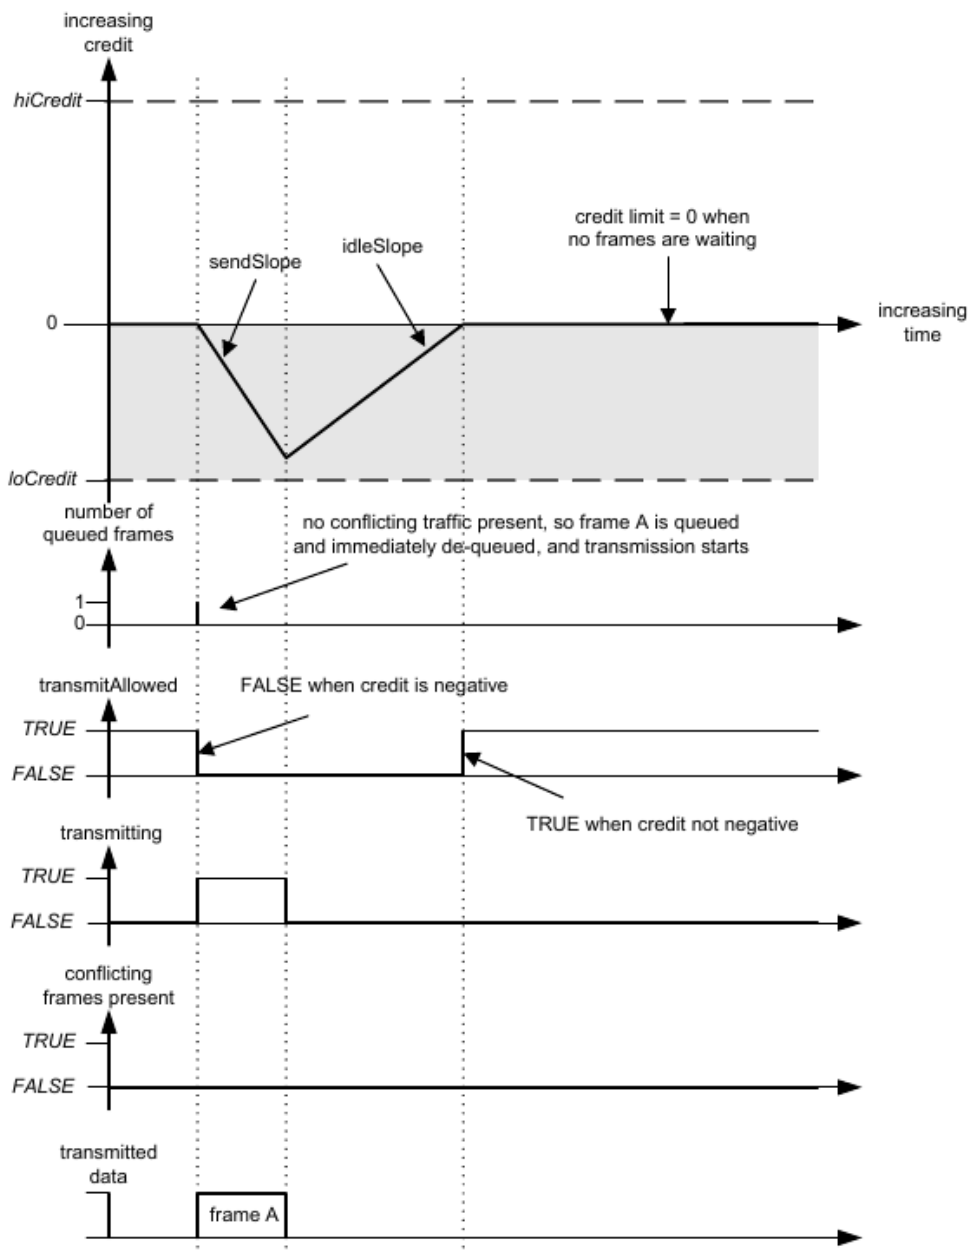 increasing
credit
hiCredit
credit limit = 0 when
no frames are waiting
idleSlope
sendSlope
0
increasing
time
loCredit
number of
queued frames
no conflicting traffic present, so frame A is queued
and immediately de-queued, and transmission starts
1
0
transmitAllowed
FALSE when credit is negative
TRUE
FALSE
TRUE when credit not negative
transmitting
TRUE
FALSE
conflicting
frames present
TRUE
FALSE
transmitted
data
frame A